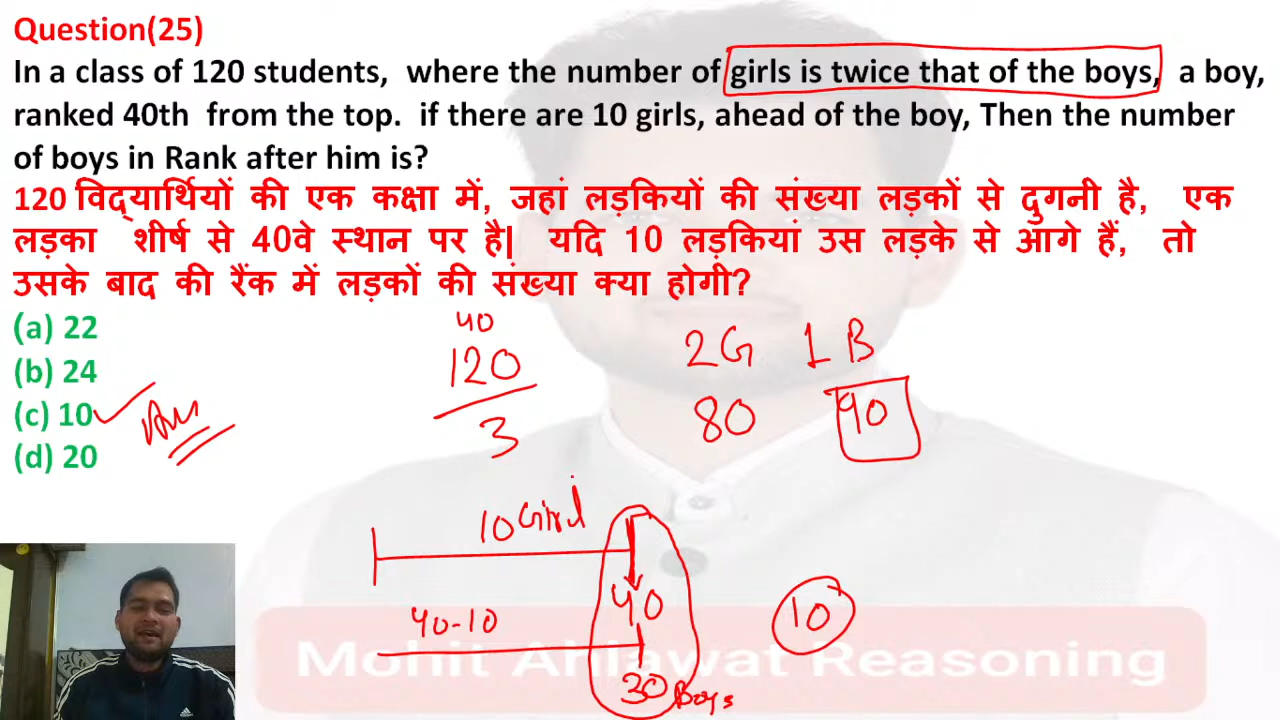 Question(25)
In a class of 120 students, where the number of girls is twice that of the boys, a boy,
ranked 40th from the top. if there are 10 girls, ahead of the boy, Then the number
of boys in Rank after him is?
120 विद्यार्थियों की एक कक्षा में, जहां लड़कियों की संख्या लड़कों से दुगनी है, एक
लड़का शीर्ष से 40वे स्थान पर है| यदि 10 लड़कियां उस लड़के से आगे हैं, तो
उसके बाद की रैंक में लड़कों की संख्या क्या होगी?
(a) 22
(b) 24
(c) 10
Ans
(d) 20
40
120
3
2G 1 B
80 40
10 Girl
40
40-10
30 Boys
10
Mohit Ahlawat Reasoning